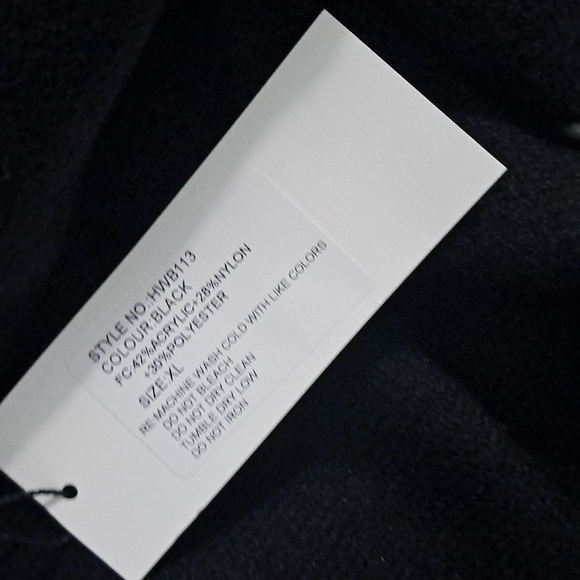 STYLE NO.:HWB113
COLOUR:BLACK
FC:42%ACRYLIC+28%NYLON
+30%POLYESTER
SIZE:XL
RE:MACHINE WASH COLD WITH LIKE COLORS
DO NOT BLEACH
DO NOT DRY CLEAN
TUMBLE DRY LOW
DO NOT IRON